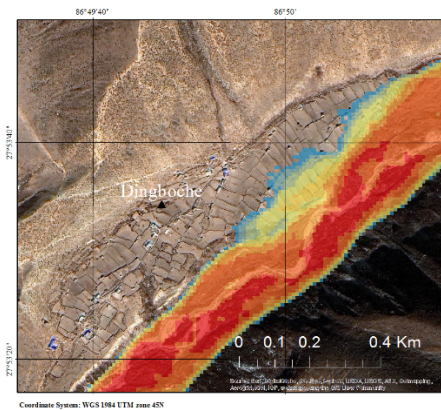 86°49'40"
86°50'
27°53'40"
Dingboche
27°53'20"
0 0.1 0.2 0.4 Km
Coordinate System: WGS 1984 UTM zone 45N